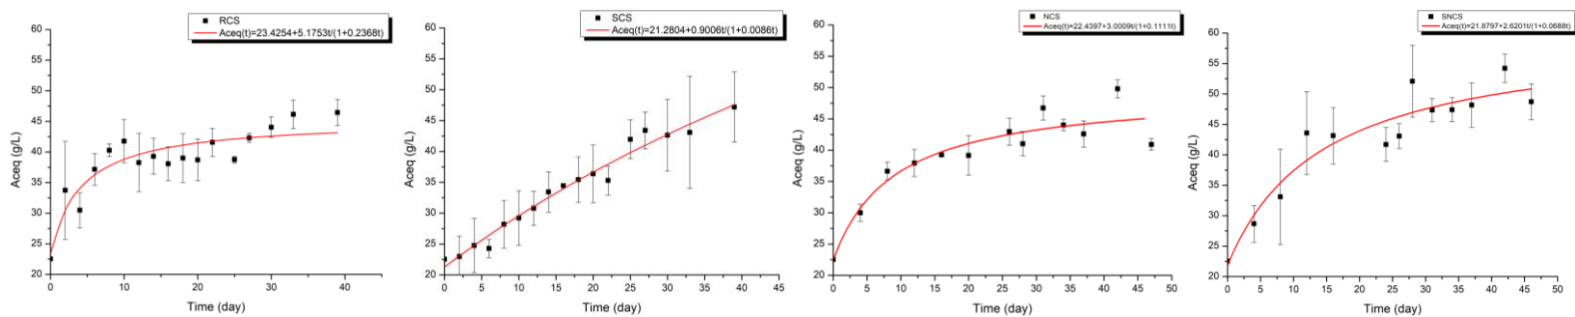 RCS
Aceq(t)=23.4254+5.1753t/(1+0.2368t)
60
55
50
45
40
35
30
25
20
Aceq (g/L)
0 10 20 30 40
Time (day)
SCS
Aceq(t)=21.2804+0.9006t/(1+0.0086t)
60
55
50
45
40
35
30
25
20
Aceq (g/L)
0 5 10 15 20 25 30 35 40 45
Time (day)
NCS
Aceq(t)=22.4397+3.0009t/(1+0.1111t)
60
55
50
45
40
35
30
25
20
Aceq (g/L)
0 5 10 15 20 25 30 35 40 45 50
Time (day)
SNCS
Aceq(t)=21.8797+2.6201t/(1+0.0688t)
60
55
50
45
40
35
30
25
20
Aceq (g/L)
0 5 10 15 20 25 30 35 40 45 50
Time (day)